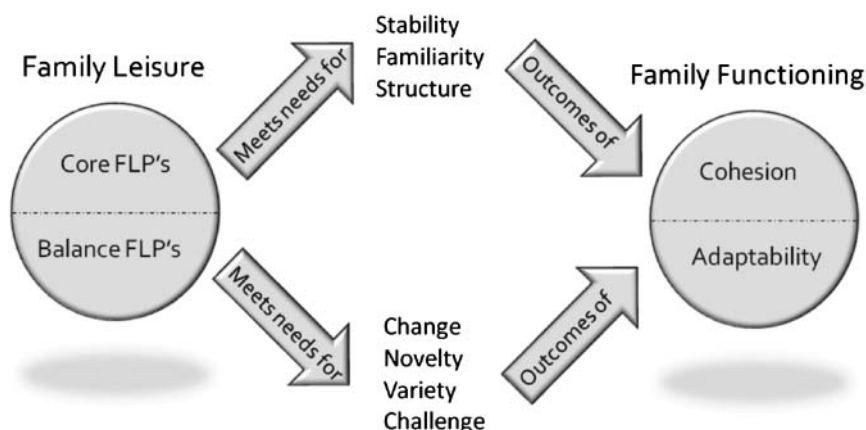 Family Leisure
Core FLP's
Balance FLP's
Meets needs for
Stability
Familiarity
Structure
Outcomes of
Meets needs for
Change
Novelty
Variety
Challenge
Outcomes of
Family Functioning
Cohesion
Adaptability